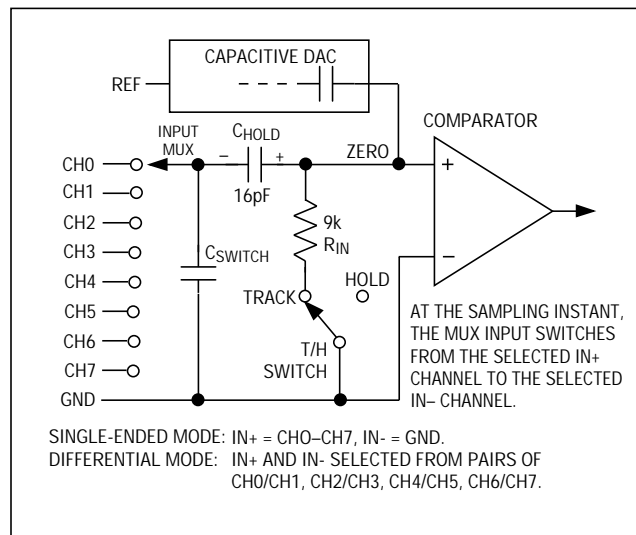 CAPACITIVE DAC
REF
COMPARATOR
INPUT
MUX
CHOLD
ZERO
− +
16pF
+
−
CH0
CH1
CH2
CH3
CH4
CH5
CH6
CH7
GND
CSWITCH
9k
RIN
HOLD
TRACK
T/H
SWITCH
AT THE SAMPLING INSTANT,
THE MUX INPUT SWITCHES
FROM THE SELECTED IN+
CHANNEL TO THE SELECTED
IN– CHANNEL.
SINGLE-ENDED MODE: IN+ = CHO–CH7, IN- = GND.
DIFFERENTIAL MODE: IN+ AND IN- SELECTED FROM PAIRS OF
CH0/CH1, CH2/CH3, CH4/CH5, CH6/CH7.